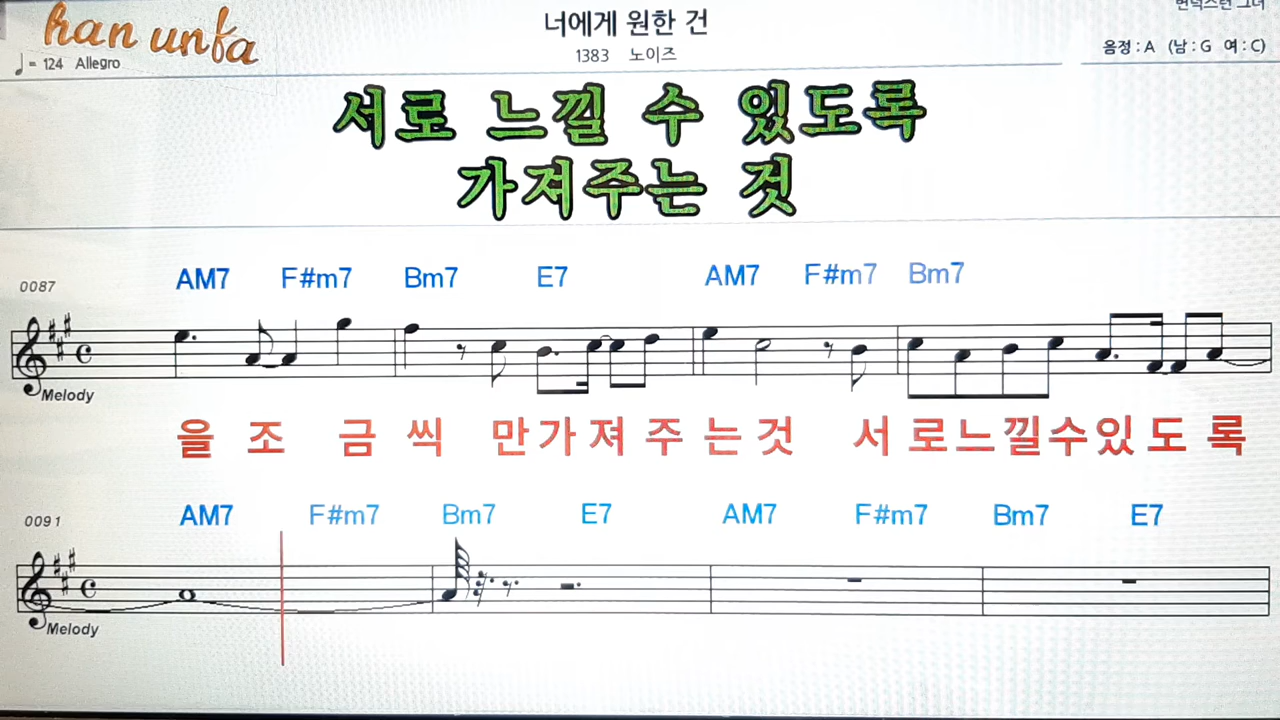 han unfa
너에게 원한 건
♩= 124 Allegro
1383 노이즈
음정 : A (남 : G 여 : C)
서로 느낄 수 있도록
가져주는 것
0087
AM7 F#m7 Bm7 E7 AM7 F#m7 Bm7
Melody
을 조 금 씩 만 가 져 주 는 것 서 로 느 낄 수 있 도 록
0091
AM7 F#m7 Bm7 E7 AM7 F#m7 Bm7 E7
Melody